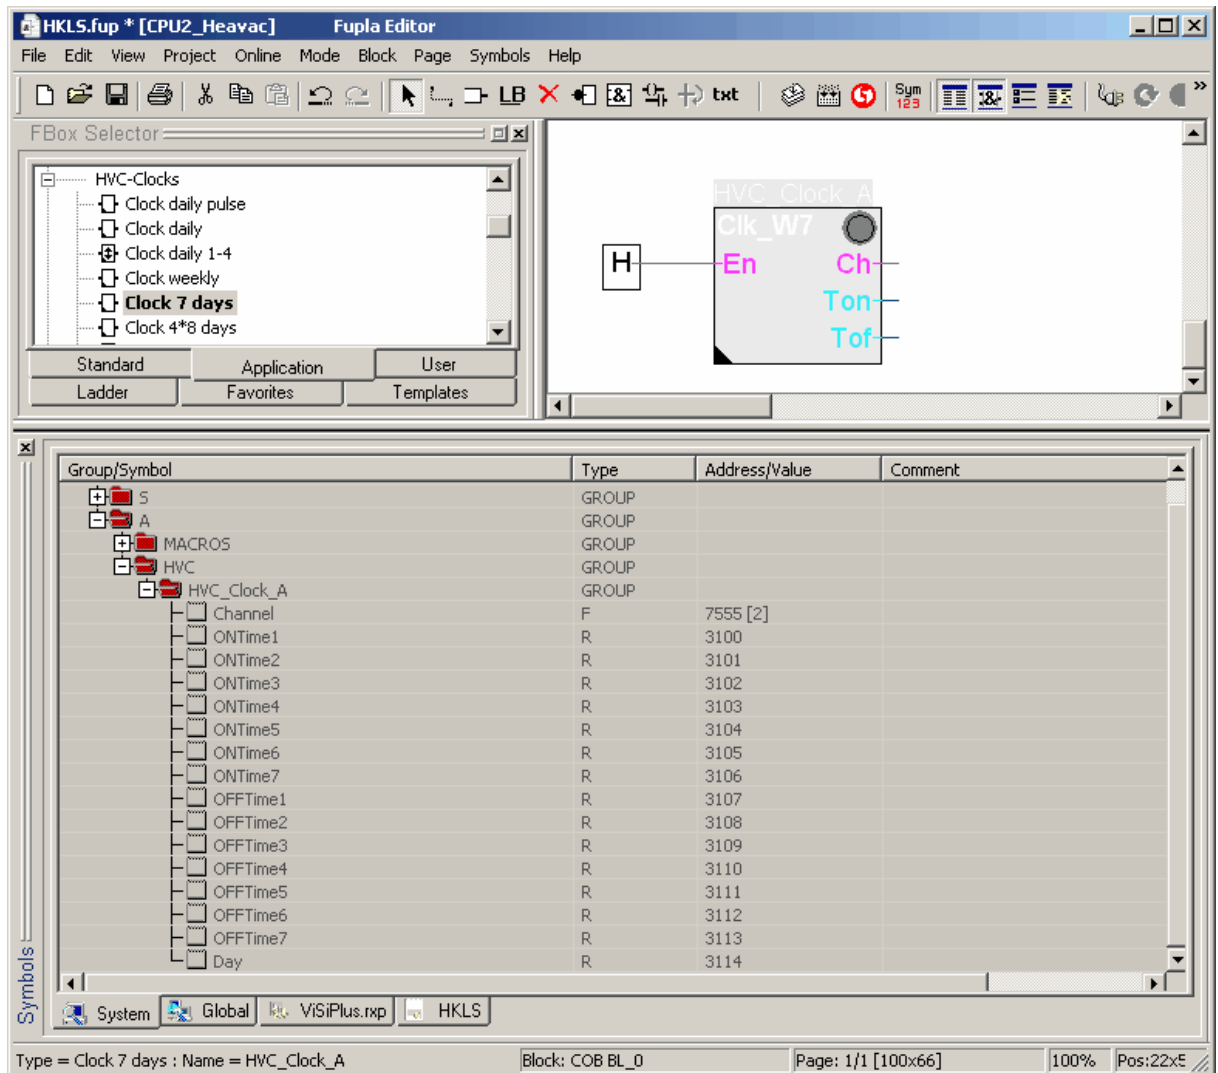 HKLS.fup * [CPU2_Heavac] Fupla Editor
File Edit View Project Online Mode Block Page Symbols Help
LB txt Sym 123 »
FBox Selector
HVC-Clocks
Clock daily pulse
Clock daily
Clock daily 1-4
Clock weekly
Clock 7 days
Clock 4*8 days
Standard Application User
Ladder Favorites Templates
HVC_Clock_A
Clk_W7
H En Ch
Ton
Tof
Group/Symbol Type Address/Value Comment
S GROUP
A GROUP
MACROS GROUP
HVC GROUP
HVC_Clock_A GROUP
Channel F 7555 [2]
ONTime1 R 3100
ONTime2 R 3101
ONTime3 R 3102
ONTime4 R 3103
ONTime5 R 3104
ONTime6 R 3105
ONTime7 R 3106
OFFTime1 R 3107
OFFTime2 R 3108
OFFTime3 R 3109
OFFTime4 R 3110
OFFTime5 R 3111
OFFTime6 R 3112
OFFTime7 R 3113
Day R 3114
Symbols
System Global ViSiPlus.rxp HKLS
Type = Clock 7 days : Name = HVC_Clock_A Block: COB BL_0 Page: 1/1 [100x66] 100%